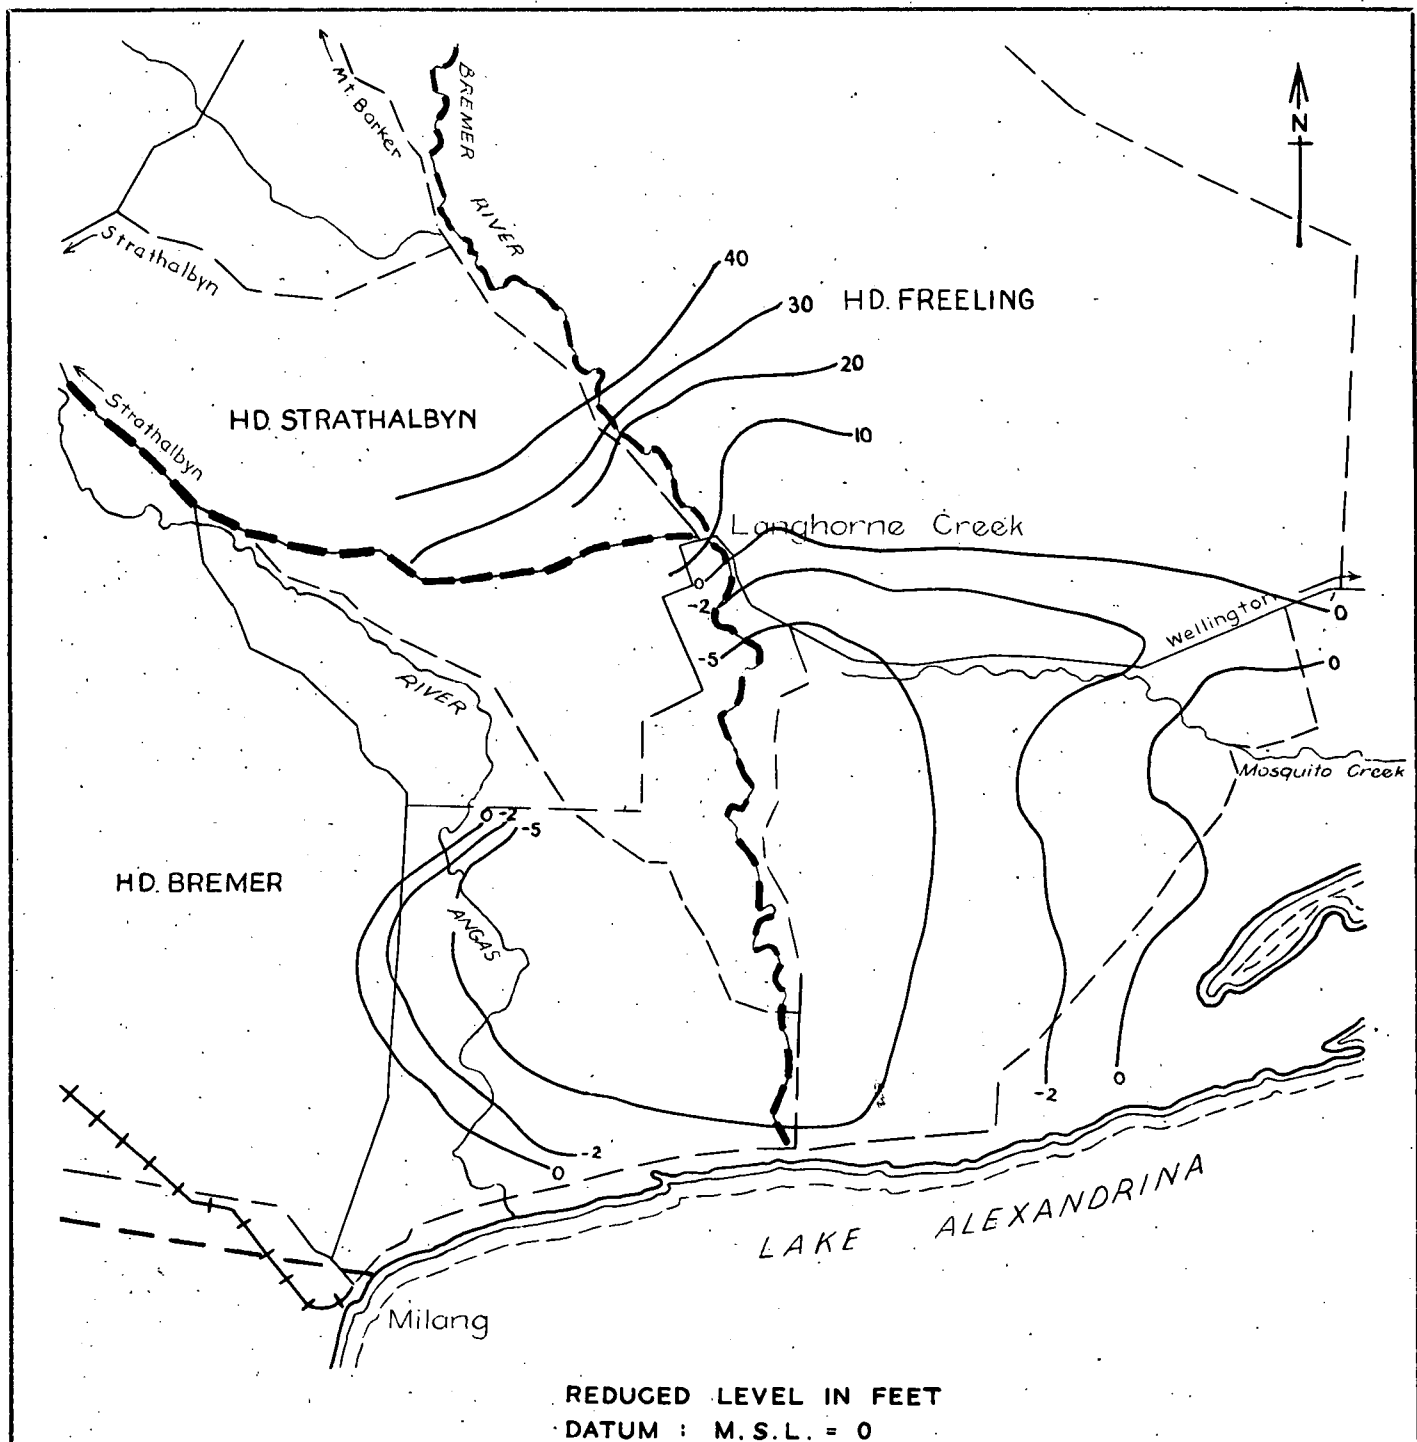 BREMER
RIVER
Mt. Barker
N
Strathalbyn
40
30
HD. FREELING
20
Strathalbyn
HD. STRATHALBYN
10
Langhorne Creek
0
-2
Wellington
0
-5
0
RIVER
Mosquito Creek
0 -2
-5
HD. BREMER
ANGAS
0
-2
-2
0
LAKE ALEXANDRINA
Milang
REDUCED LEVEL IN FEET
DATUM : M.S.L. = 0